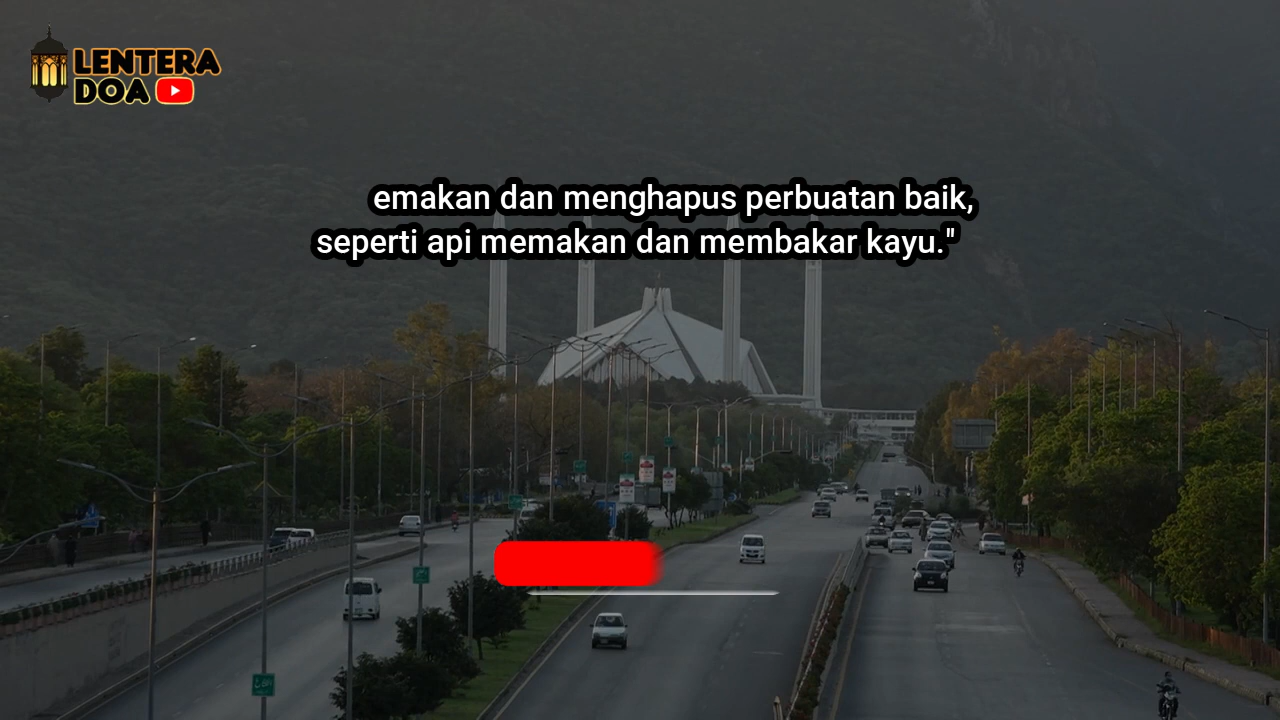 LENTERA
DOA
emakan dan menghapus perbuatan baik,
seperti api memakan dan membakar kayu."